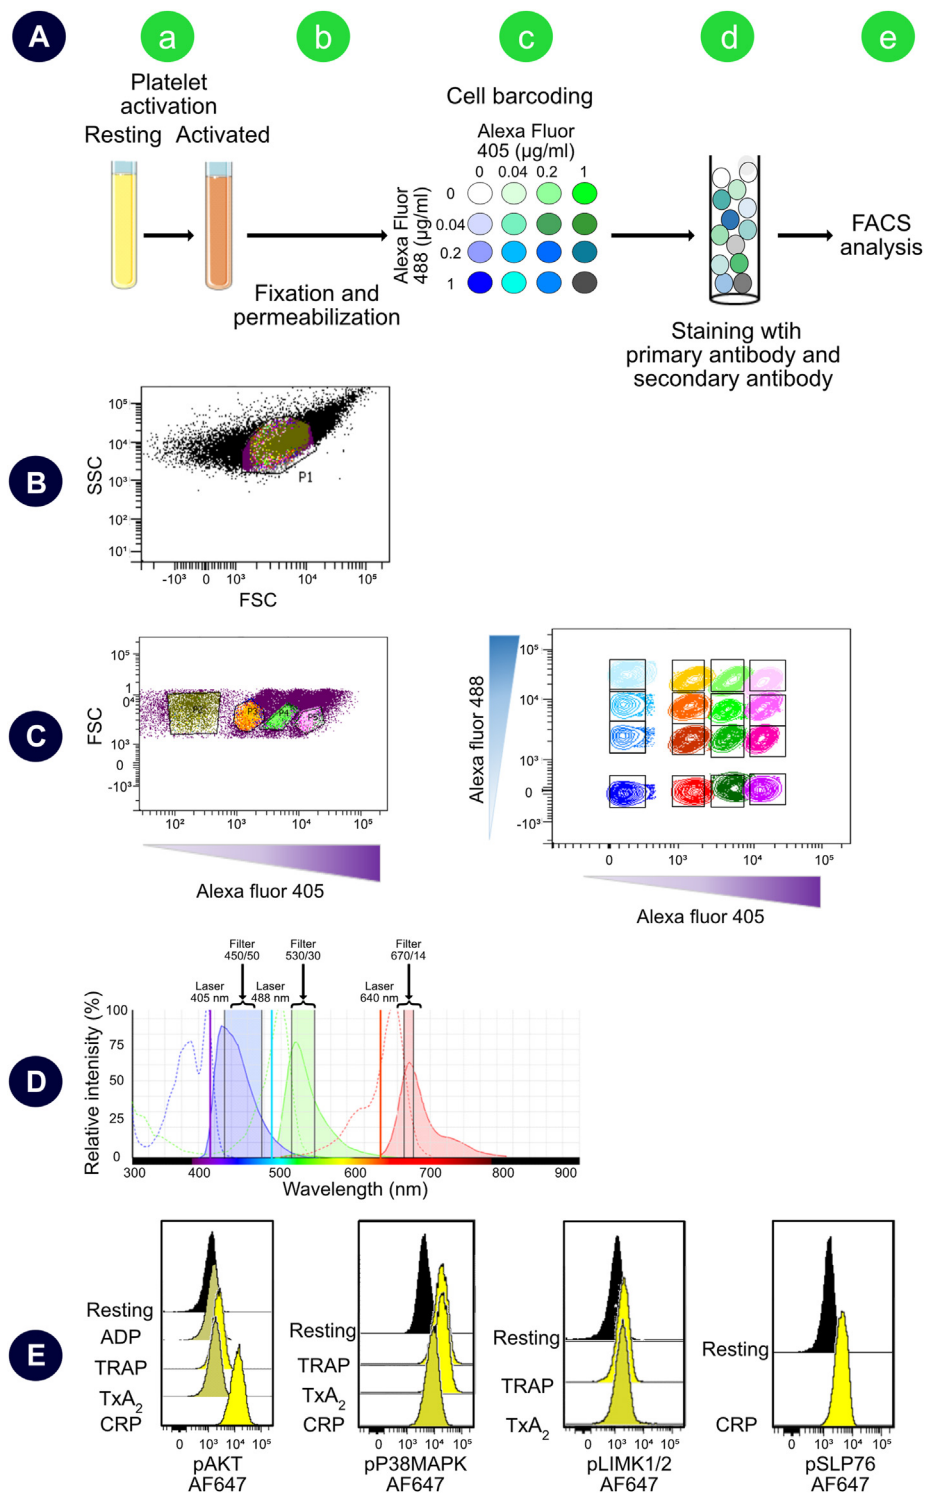 A
a
b
c
d
e
Platelet
activation
Resting
Activated
Fixation and
permeabilization
Cell barcoding
Alexa Fluor
405 (µg/ml)
0 0.04 0.2 1
Alexa Fluor
488 (µg/ml)
0
0.04
0.2
1
Staining wtih
primary antibody and
secondary antibody
FACS
analysis
B
SSC
10⁵
10⁴
10³
10²
10¹
P1
-10³ 0 10³ 10⁴ 10⁵
FSC
C
FSC
10⁵
1
0⁴
10³
0
-10³
10² 10³ 10⁴ 10⁵
Alexa fluor 405
Alexa fluor 488
10⁵
10⁴
10³
0
-10³
0 10³ 10⁴ 10⁵
Alexa fluor 405
D
Filter
450/50
Filter
530/30
Filter
670/14
Laser
405 nm
Laser
488 nm
Laser
640 nm
Relative intenisity (%)
100
75
50
25
0
300 400 500 600 700 800 900
Wavelength (nm)
E
Resting
ADP
TRAP
TxA₂
CRP
0 10³ 10⁴ 10⁵
pAKT
AF647
Resting
TRAP
TxA₂
CRP
0 10³ 10⁴ 10⁵
pP38MAPK
AF647
Resting
TRAP
TxA₂
0 10³ 10⁴ 10⁵
pLIMK1/2
AF647
Resting
CRP
0 10³ 10⁴ 10⁵
pSLP76
AF647